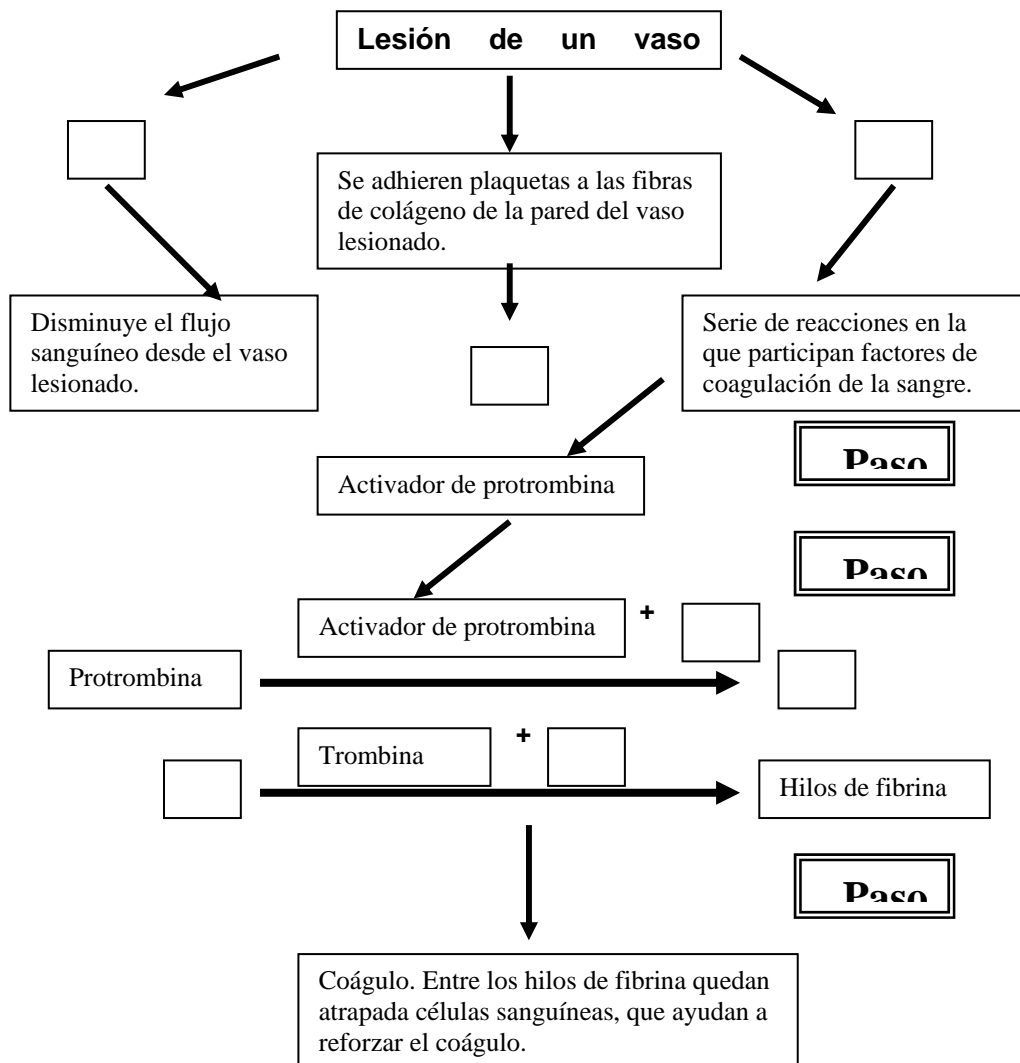 Lesión de un vaso
Se adhieren plaquetas a las fibras
de colágeno de la pared del vaso
lesionado.
Disminuye el flujo
sanguíneo desde el vaso
lesionado.
Serie de reacciones en la
que participan factores de
coagulación de la sangre.
Paso
Activador de protrombina
Paso
Activador de protrombina +
Protrombina
Trombina +
Hilos de fibrina
Paso
Coágulo. Entre los hilos de fibrina quedan
atrapada células sanguíneas, que ayudan a
reforzar el coágulo.